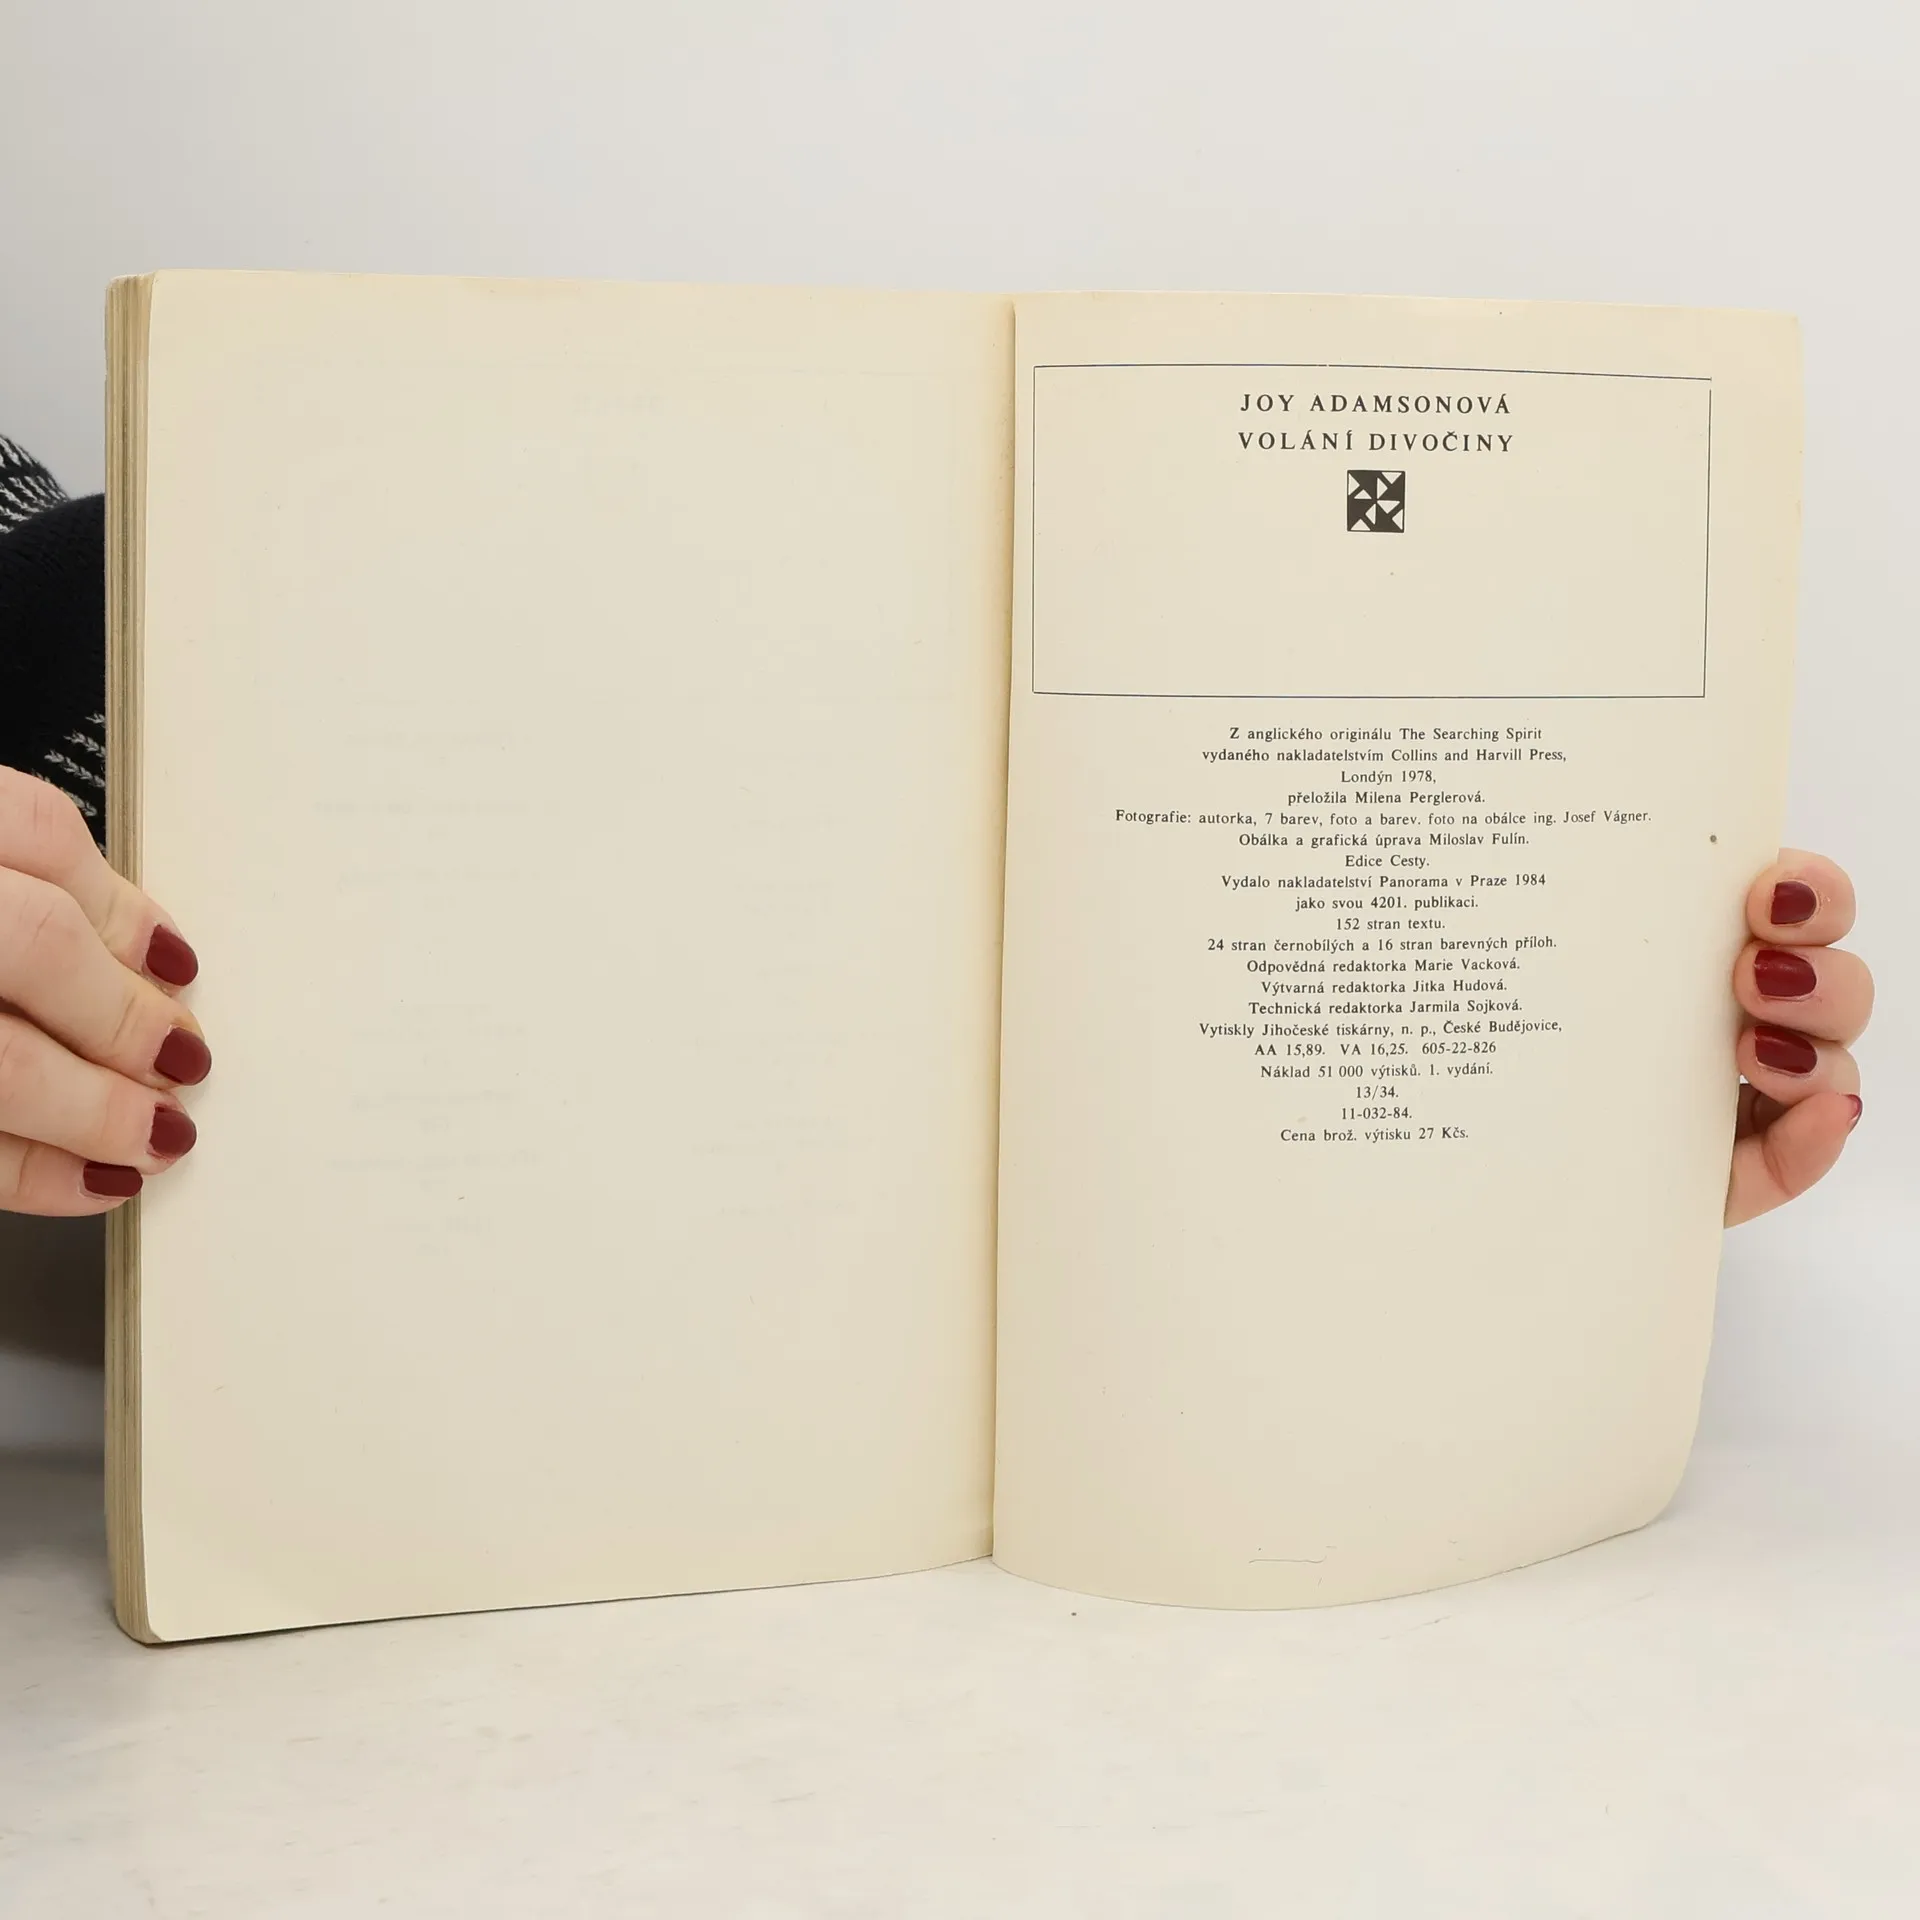 JOY ADAMSONOVÁ
VOLÁNÍ DIVOČINY
Z anglického originálu The Searching Spirit
vydaného nakladatelstvím Collins and Harvill Press,
Londýn 1978,
přeložila Milena Perglerová.
Fotografie: autorka, 7 barev, foto a barev. foto na obálce ing. Josef Vágner.
Obálka a grafická úprava Miloslav Fulín.
Edice Cesty.
Vydalo nakladatelství Panorama v Praze 1984
jako svou 4201. publikaci.
152 stran textu.
24 stran černobílých a 16 stran barevných příloh.
Odpovědná redaktorka Marie Vacková.
Výtvarná redaktorka Jitka Hudová.
Technická redaktorka Jarmila Sojková.
Vytiskly Jihočeské tiskárny, n. p., České Budějovice,
AA 15,89. VA 16,25. 605-22-826
Náklad 51 000 výtisků. 1. vydání.
13/34.
11-032-84.
Cena brož. výtisku 27 Kčs.